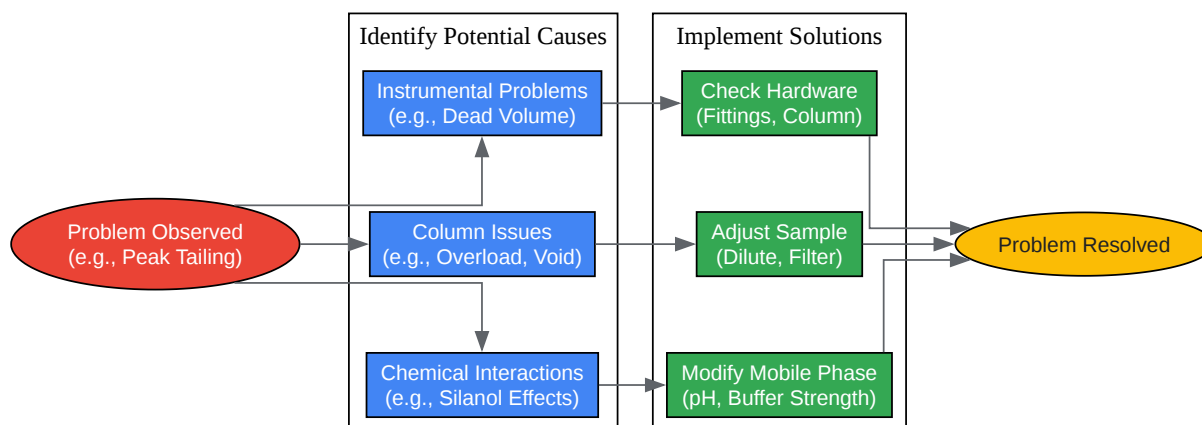 Identify Potential Causes
Implement Solutions
Instrumental Problems
(e.g., Dead Volume)
Check Hardware
(Fittings, Column)
Problem Observed
(e.g., Peak Tailing)
Column Issues
(e.g., Overload, Void)
Adjust Sample
(Dilute, Filter)
Problem Resolved
Chemical Interactions
(e.g., Silanol Effects)
Modify Mobile Phase
(pH, Buffer Strength)